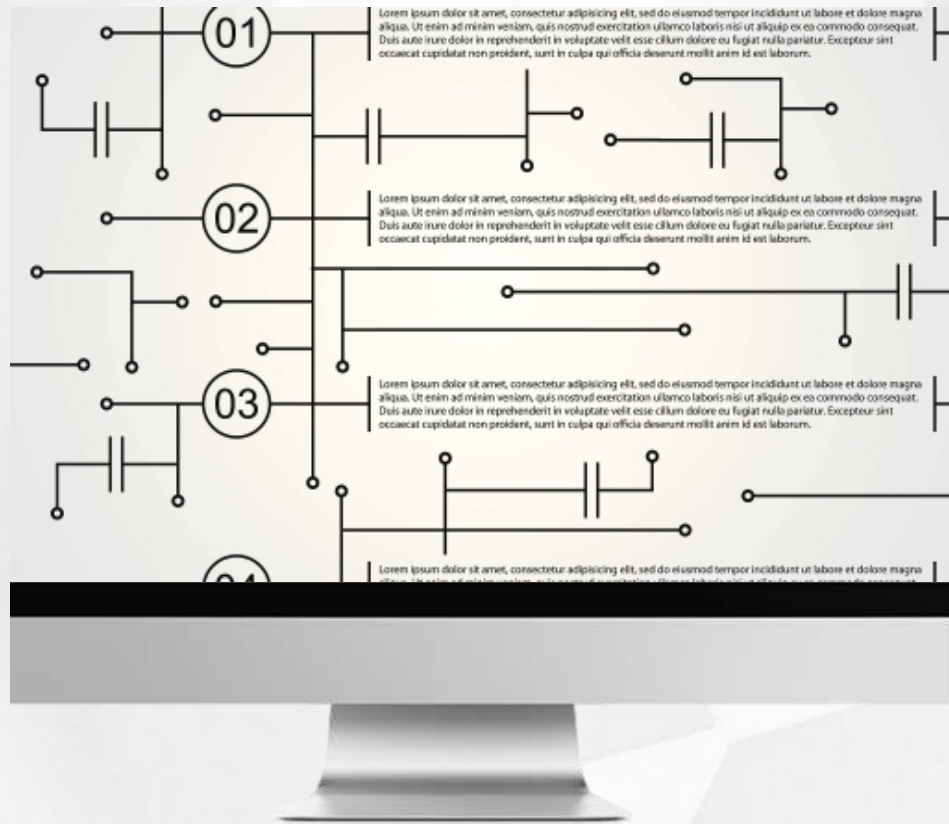 01
Lorem ipsum dolor sit amet, consectetur adipisicing elit, sed do eiusmod tempor incididunt ut labore et dolore magna
aliqua. Ut enim ad minim veniam, quis nostrud exercitation ullamco laboris nisi ut aliquip ex ea commodo consequat.
Duis aute irure dolor in reprehenderit in voluptate velit esse cillum dolore eu fugiat nulla pariatur. Excepteur sint
occaecat cupidatat non proident, sunt in culpa qui officia deserunt mollit anim id est laborum.
02
Lorem ipsum dolor sit amet, consectetur adipisicing elit, sed do eiusmod tempor incididunt ut labore et dolore magna
aliqua. Ut enim ad minim veniam, quis nostrud exercitation ullamco laboris nisi ut aliquip ex ea commodo consequat.
Duis aute irure dolor in reprehenderit in voluptate velit esse cillum dolore eu fugiat nulla pariatur. Excepteur sint
occaecat cupidatat non proident, sunt in culpa qui officia deserunt mollit anim id est laborum.
03
Lorem ipsum dolor sit amet, consectetur adipisicing elit, sed do eiusmod tempor incididunt ut labore et dolore magna
aliqua. Ut enim ad minim veniam, quis nostrud exercitation ullamco laboris nisi ut aliquip ex ea commodo consequat.
Duis aute irure dolor in reprehenderit in voluptate velit esse cillum dolore eu fugiat nulla pariatur. Excepteur sint
occaecat cupidatat non proident, sunt in culpa qui officia deserunt mollit anim id est laborum.
04
Lorem ipsum dolor sit amet, consectetur adipisicing elit, sed do eiusmod tempor incididunt ut labore et dolore magna